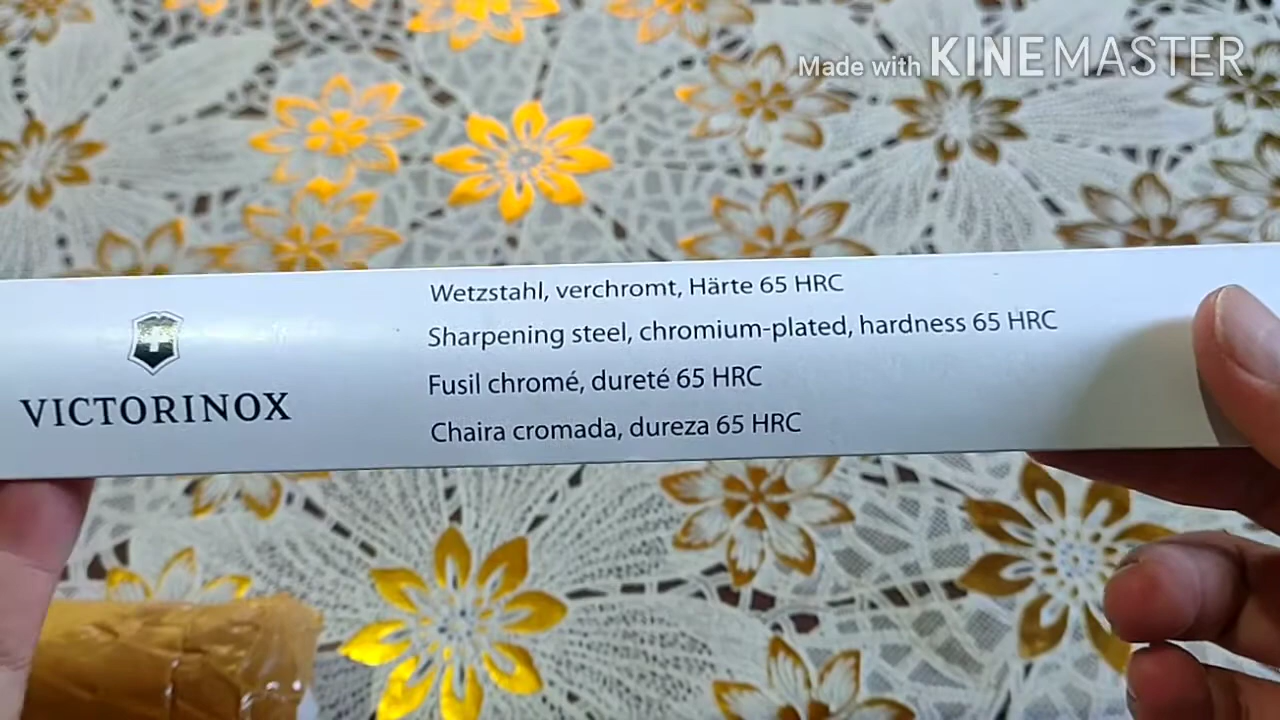 Made with KINEMASTER
Wetzstahl, verchromt, Härte 65 HRC
Sharpening steel, chromium-plated, hardness 65 HRC
Fusil chromé, dureté 65 HRC
Chaira cromada, dureza 65 HRC
VICTORINOX